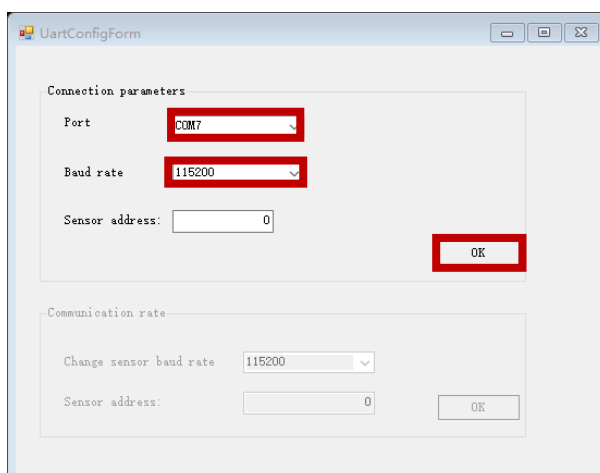 UartConfigForm
Connection parameters
Port COM7
Baud rate 115200
Sensor address: 0
OK
Communication rate
Change sensor baud rate 115200
Sensor address: 0
OK